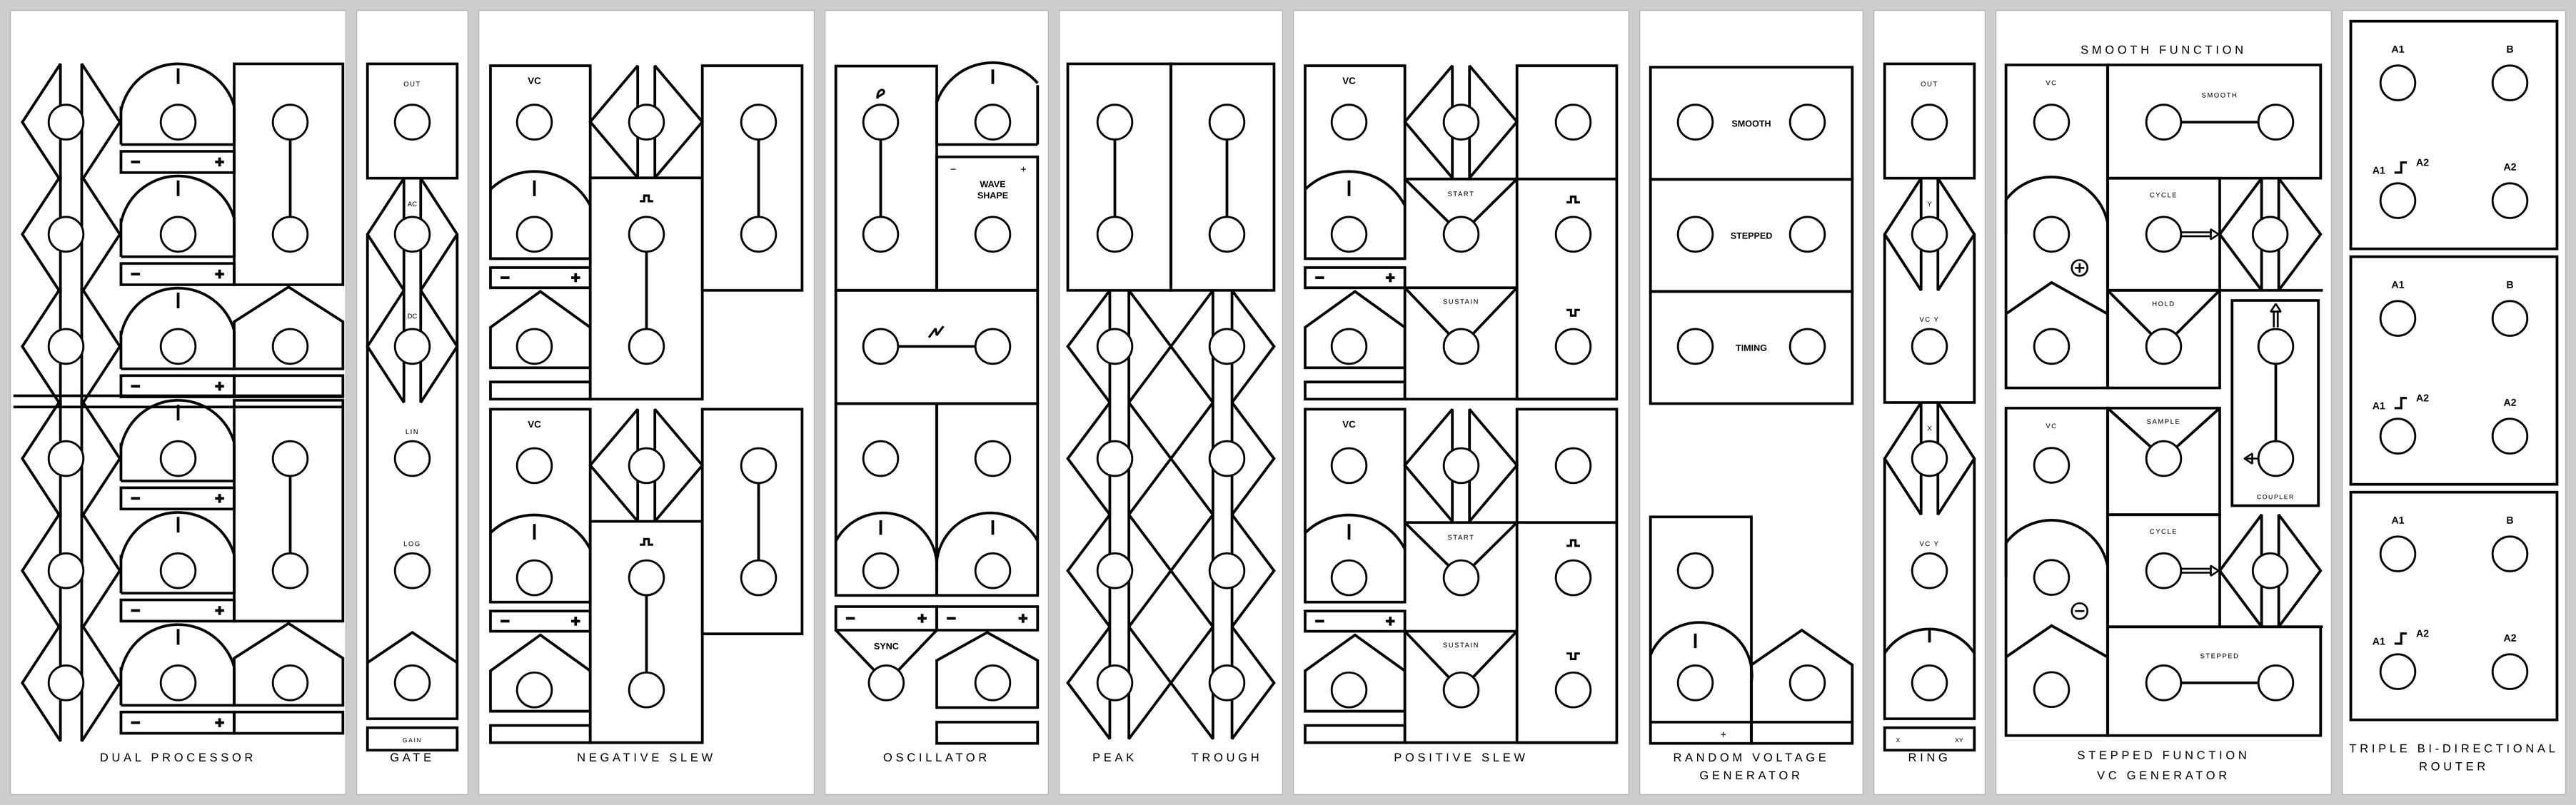 − +
− +
− +
− +
− +
− +
DUAL PROCESSOR
OUT
AC
DC
LIN
LOG
GAIN
GATE
VC
− +
VC
− +
NEGATIVE SLEW
− +
WAVE
SHAPE
− + − +
SYNC
OSCILLATOR
PEAK TROUGH
VC
START
− +
SUSTAIN
VC
START
− +
SUSTAIN
POSITIVE SLEW
SMOOTH
STEPPED
TIMING
+
RANDOM VOLTAGE
GENERATOR
OUT
Y
VC Y
X
VC Y
X XY
RING
SMOOTH FUNCTION
VC SMOOTH
CYCLE
+
HOLD
VC SAMPLE
COUPLER
CYCLE
−
STEPPED
STEPPED FUNCTION
VC GENERATOR
A1 B
A1 A2 A2
A1 B
A1 A2 A2
A1 B
A1 A2 A2
TRIPLE BI-DIRECTIONAL
ROUTER